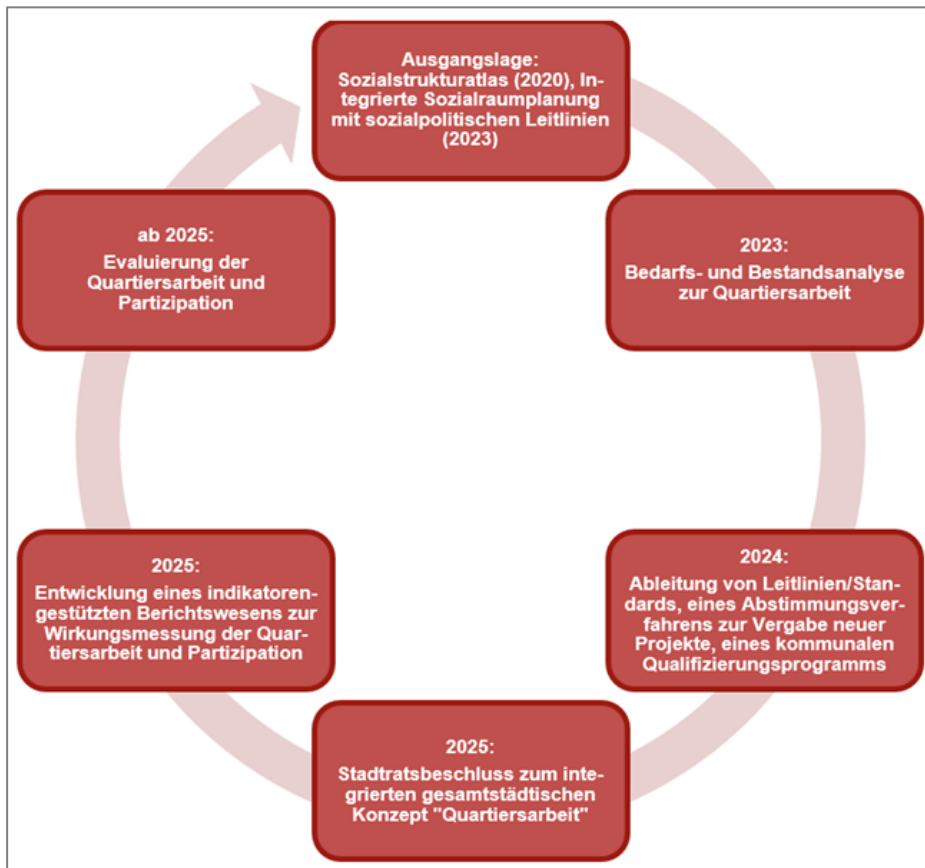 Ausgangslage:
Sozialstrukturatlas (2020), In-
tegrierte Sozialraumplanung
mit sozialpolitischen Leitlinien
(2023)
2023:
Bedarfs- und Bestandsanalyse
zur Quartiersarbeit
2024:
Ableitung von Leitlinien/Stan-
dards, eines Abstimmungsver-
fahrens zur Vergabe neuer
Projekte, eines kommunalen
Qualifizierungsprogramms
2025:
Stadtratsbeschluss zum inte-
grierten gesamtstädtischen
Konzept "Quartiersarbeit"
2025:
Entwicklung eines indikatoren-
gestützten Berichtswesens zur
Wirkungsmessung der Quar-
tiersarbeit und Partizipation
ab 2025:
Evaluierung der
Quartiersarbeit und
Partizipation